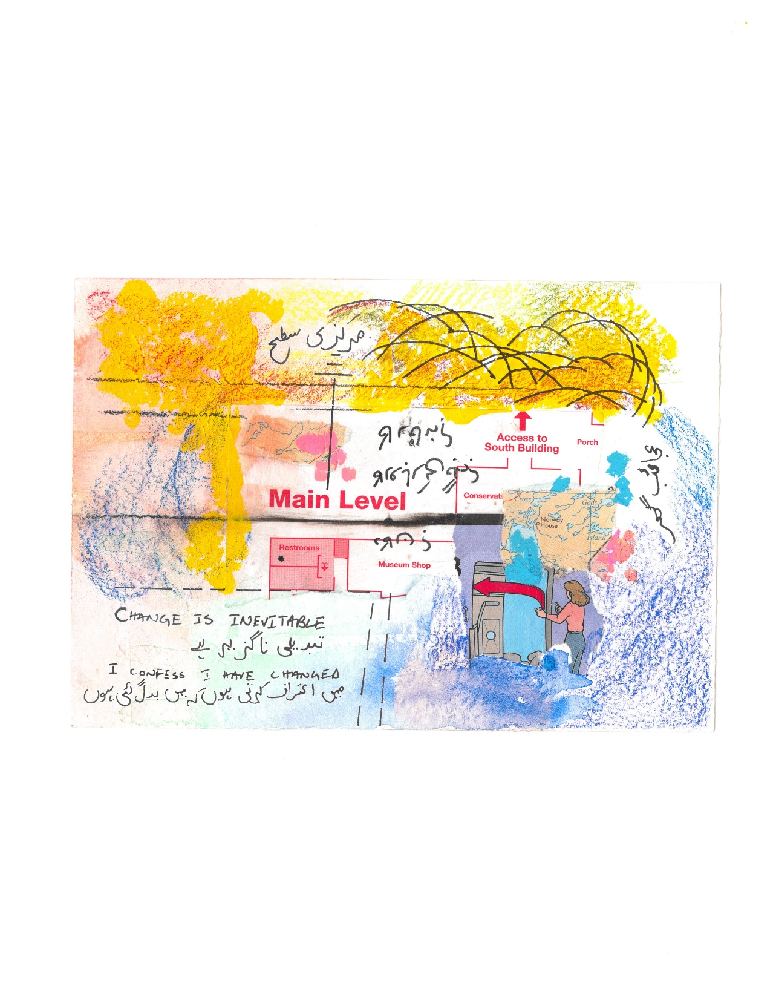 مرکزی سطح
Access to
South Building
Porch
Main Level
Conservat
Cross
Gods
Norway
House
Island
Restrooms
Museum Shop
CHANGE IS INEVITABLE
تبدیلی ناگزیر ہے
I CONFESS I HAVE CHANGED
میں اعتراف کرتی ہوں کہ میں بدل گئی ہوں